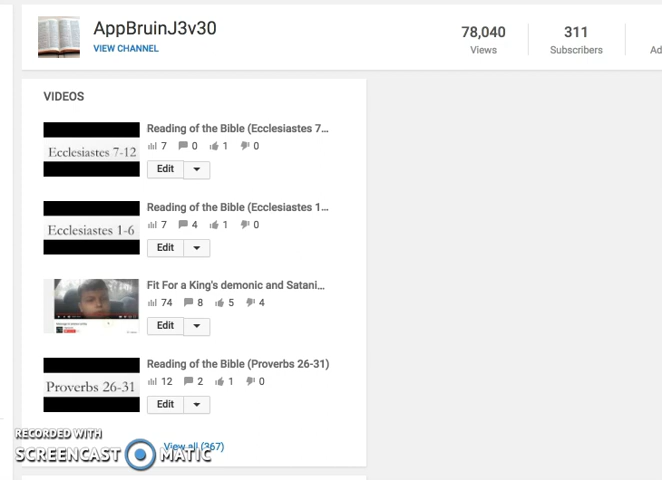 AppBruinJ3v30
VIEW CHANNEL
78,040
Views
311
Subscribers
Ad
VIDEOS
Ecclesiastes 7-12
Reading of the Bible (Ecclesiastes 7...
7 0 1 0
Edit
Ecclesiastes 1-6
Reading of the Bible (Ecclesiastes 1...
7 4 1 0
Edit
Fit For a King's demonic and Satani...
74 8 5 4
Edit
Proverbs 26-31
Reading of the Bible (Proverbs 26-31)
12 2 1 0
Edit
View all (367)
RECORDED WITH
SCREENCAST MATIC